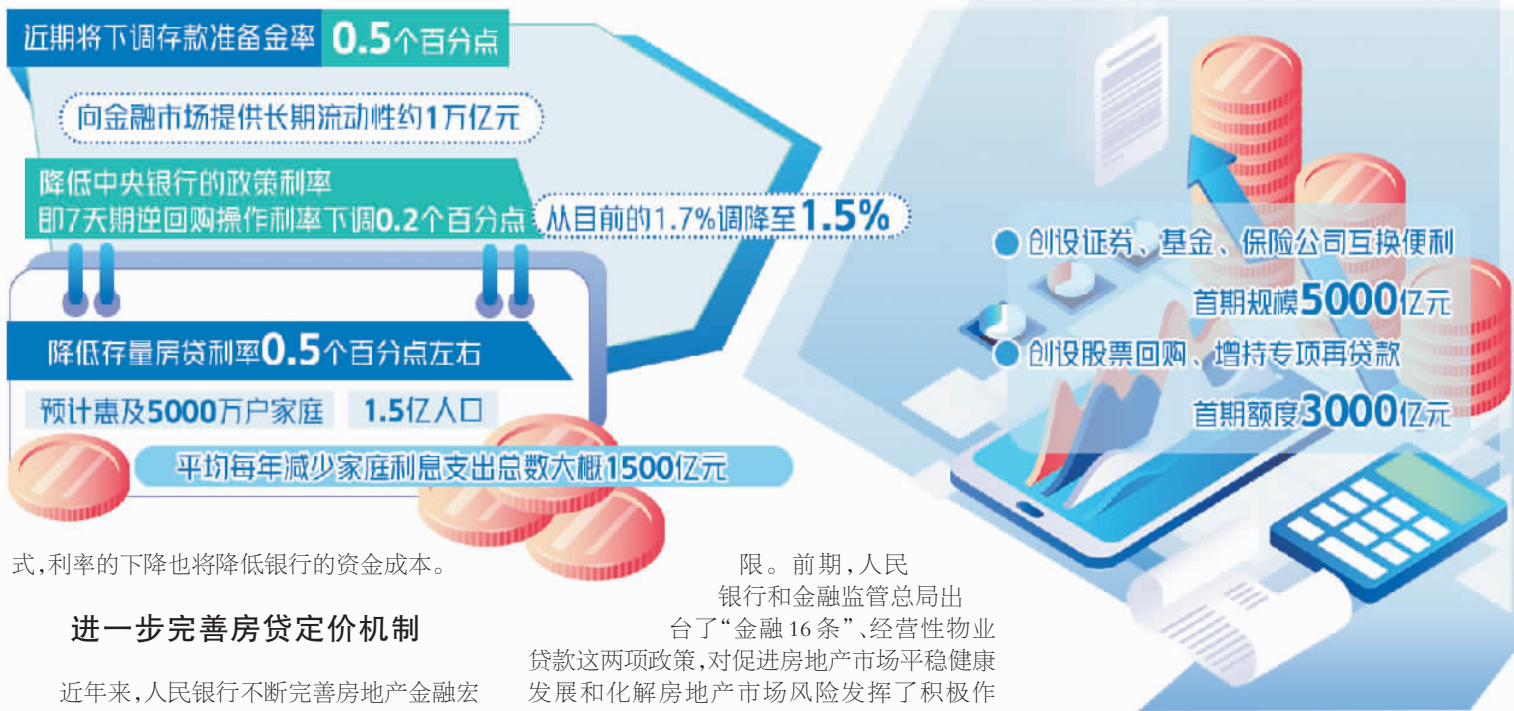 近期将下调存款准备金率 0.5个百分点
向金融市场提供长期流动性约1万亿元
降低中央银行的政策利率
即7天期逆回购操作利率下调0.2个百分点 从目前的1.7%调降至1.5%
降低存量房贷利率0.5个百分点左右
预计惠及5000万户家庭 1.5亿人口
平均每年减少家庭利息支出总数大概1500亿元
● 创设证券、基金、保险公司互换便利
首期规模5000亿元
● 创设股票回购、增持专项再贷款
首期额度3000亿元
式,利率的下降也将降低银行的资金成本。
进一步完善房贷定价机制
近年来,人民银行不断完善房地产金融宏
限。前期,人民
银行和金融监管总局出
台了“金融16条”、经营性物业
贷款这两项政策,对促进房地产市场平稳健康
发展和化解房地产市场风险发挥了积极作